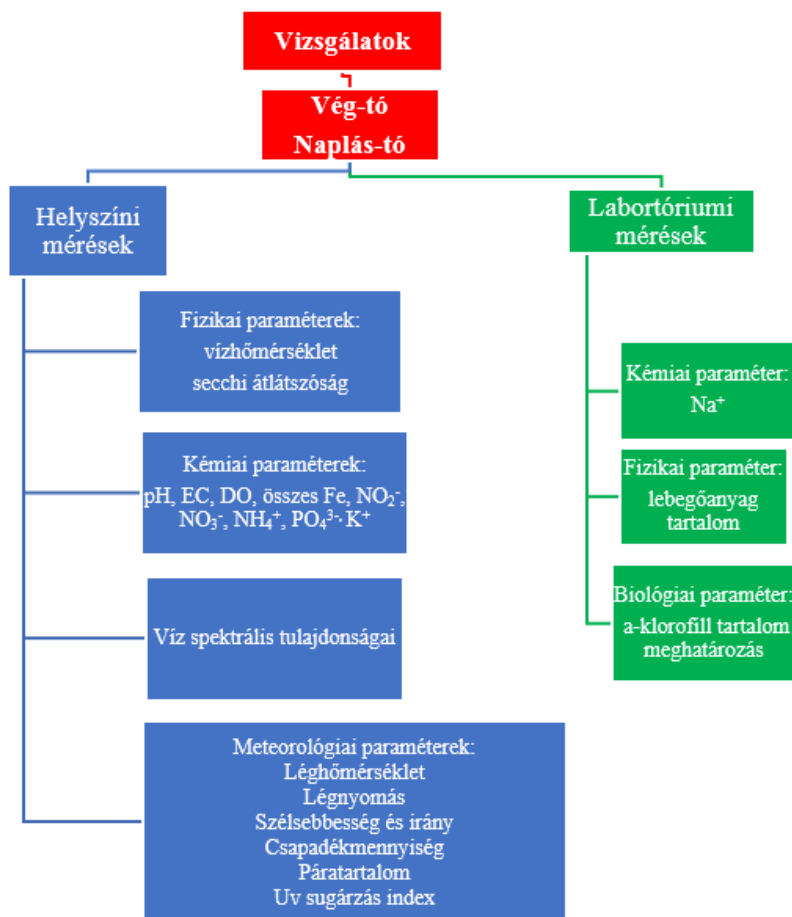 Vizsgálatok
Vég-tó
Naplás-tó
Helyszíni
mérések
Fizikai paraméterek:
vízhőmérséklet
secchi átlátszóság
Kémiai paraméterek:
pH, EC, DO, összes Fe, NO₂⁻,
NO₃⁻, NH₄⁺, PO₄³⁻, K⁺
Víz spektrális tulajdonságai
Meteorológiai paraméterek:
Léghőmérséklet
Légnyomás
Szélsebbesség és irány
Csapadékmennyiség
Páratartalom
Uv sugárzás index
Labortóriumi
mérések
Kémiai paraméter:
Na⁺
Fizikai paraméter:
lebegőanyag
tartalom
Biológiai paraméter:
a-klorofill tartalom
meghatározás